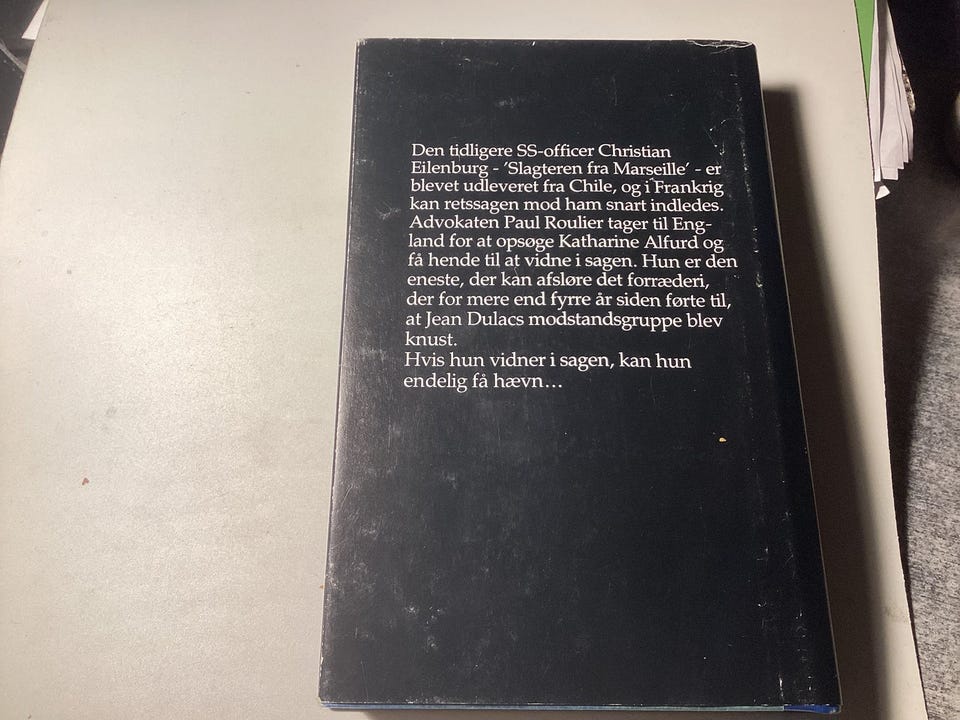 Den tidligere SS-officer Christian
Eilenburg - 'Slagteren fra Marseille' - er
blevet udleveret fra Chile, og i Frankrig
kan retssagen mod ham snart indledes.
Advokaten Paul Roulier tager til Eng-
land for at opsøge Katharine Alfurd og
få hende til at vidne i sagen. Hun er den
eneste, der kan afsløre det forræderi,
der for mere end fyrre år siden førte til,
at Jean Dulacs modstandsgruppe blev
knust.
Hvis hun vidner i sagen, kan hun
endelig få hævn...